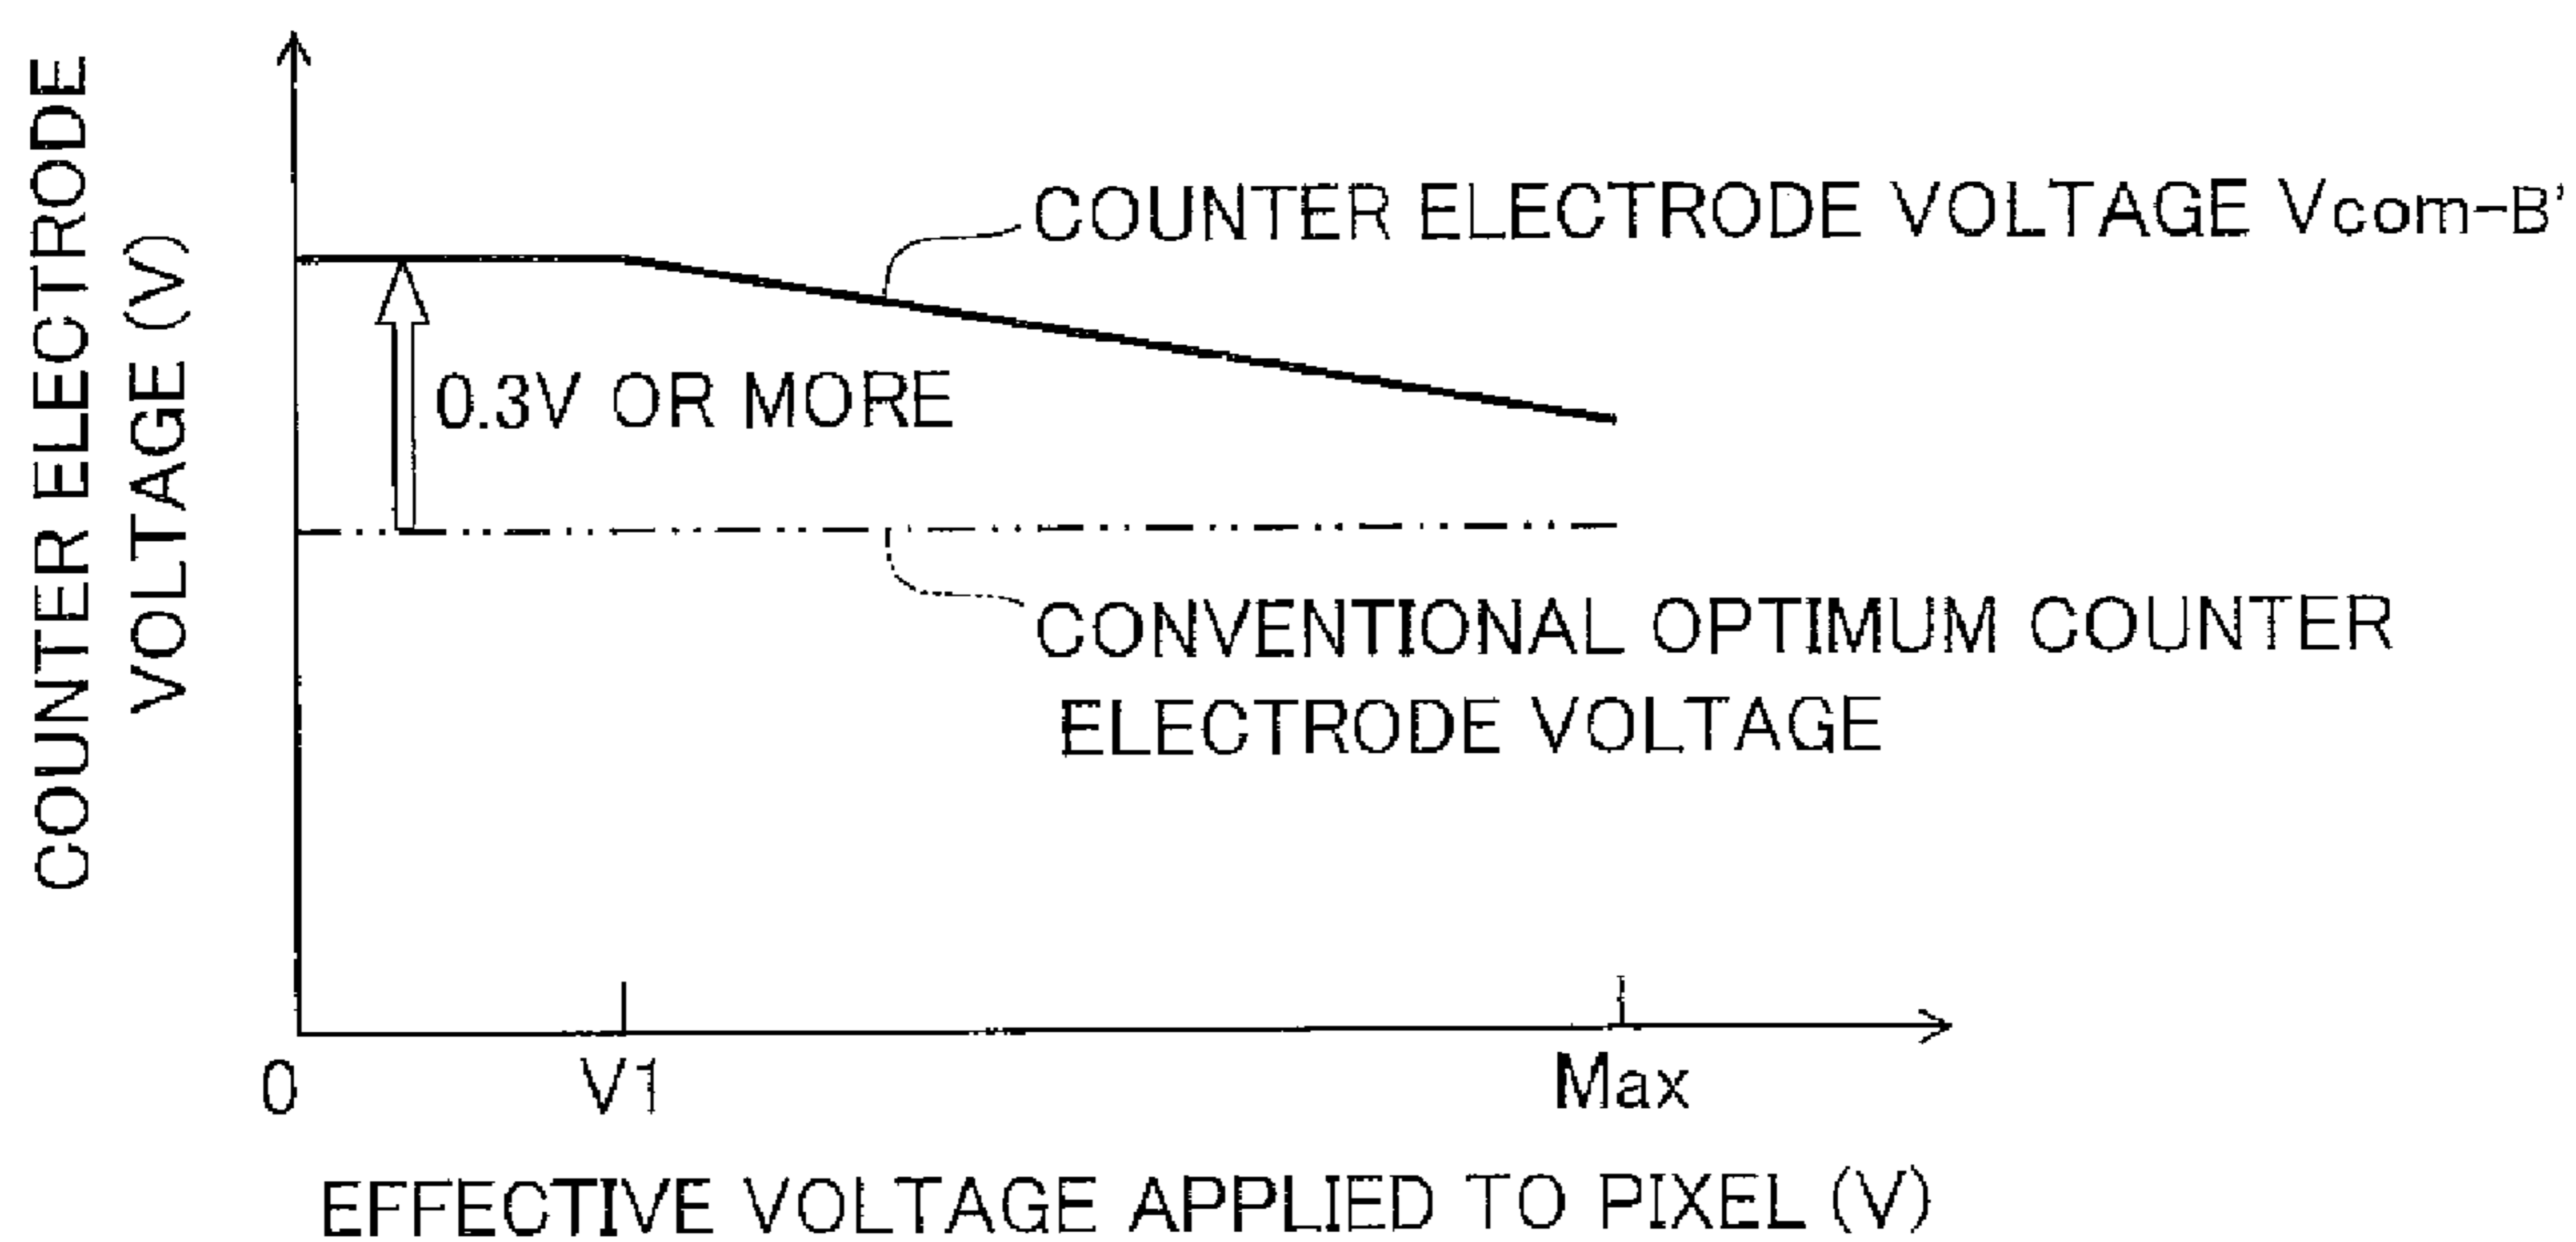 COUNTER ELECTRODE
VOLTAGE (V)
COUNTER ELECTRODE VOLTAGE Vcom-B'
0.3V OR MORE
CONVENTIONAL OPTIMUM COUNTER
ELECTRODE VOLTAGE
0
V1
Max
EFFECTIVE VOLTAGE APPLIED TO PIXEL (V)